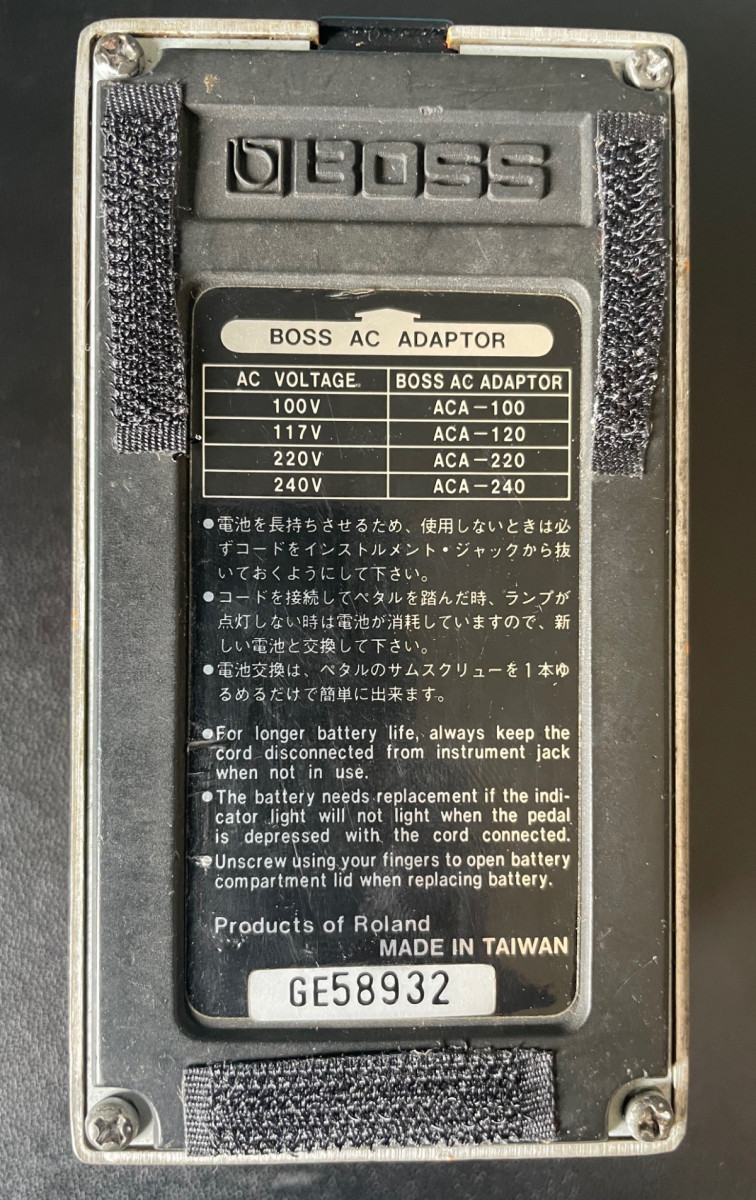 BOSS
BOSS AC ADAPTOR
AC VOLTAGE BOSS AC ADAPTOR
100V ACA-100
117V ACA-120
220V ACA-220
240V ACA-240
●電池を長持ちさせるため、使用しないときは必
ずコードをインストルメント・ジャックから抜
いておくようにして下さい。
●コードを接続してペタルを踏んだ時、ランプが
点灯しない時は電池が消耗していますので、新
しい電池と交換して下さい。
●電池交換は、ペタルのサムスクリューを1本ゆ
るめるだけで簡単に出来ます。
●For longer battery life, always keep the
cord disconnected from instrument jack
when not in use.
●The battery needs replacement if the indi-
cator light will not light when the pedal
is depressed with the cord connected.
●Unscrew using your fingers to open battery
compartment lid when replacing battery.
Products of Roland
MADE IN TAIWAN
GE58932